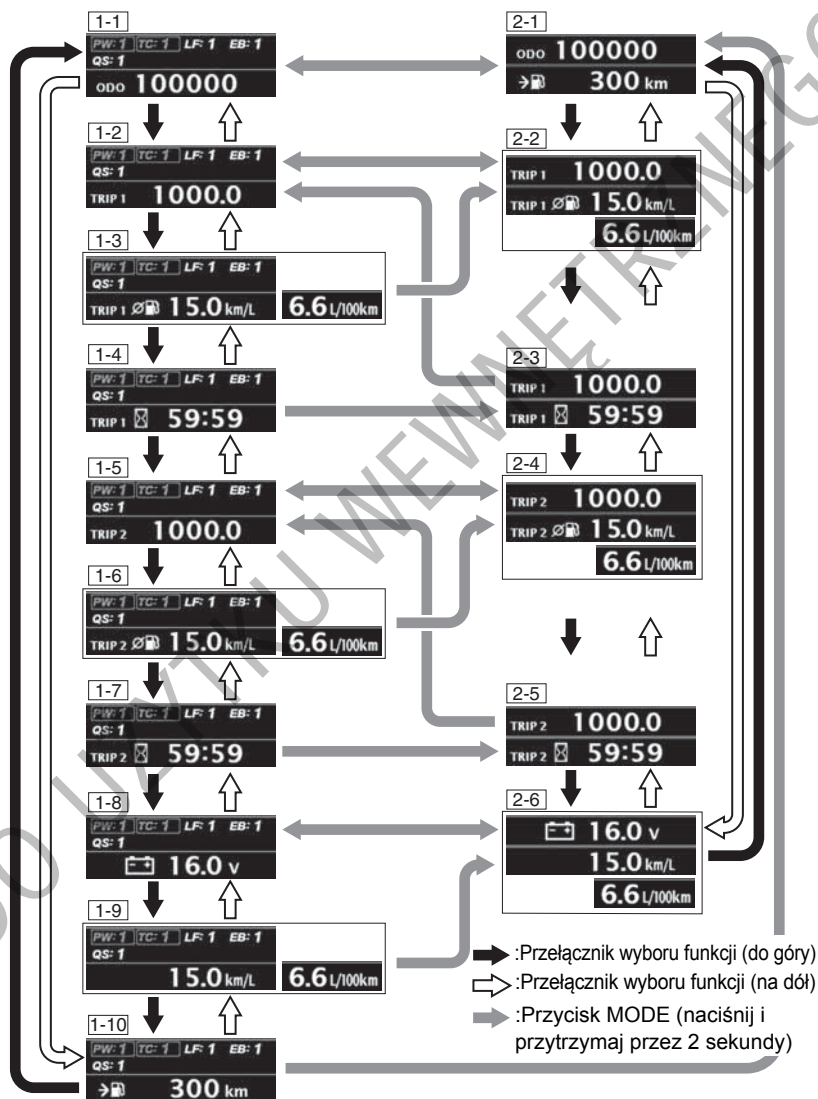 1-1
PW: 1 TC: 1 LF: 1 EB: 1
QS: 1
ODO 100000
1-2
PW: 1 TC: 1 LF: 1 EB: 1
QS: 1
TRIP 1 1000.0
1-3
PW: 1 TC: 1 LF: 1 EB: 1
QS: 1
TRIP 1 Ø 15.0 km/L 6.6 L/100km
1-4
PW: 1 TC: 1 LF: 1 EB: 1
QS: 1
TRIP 1 59:59
1-5
PW: 1 TC: 1 LF: 1 EB: 1
QS: 1
TRIP 2 1000.0
1-6
PW: 1 TC: 1 LF: 1 EB: 1
QS: 1
TRIP 2 Ø 15.0 km/L 6.6 L/100km
1-7
PW: 1 TC: 1 LF: 1 EB: 1
QS: 1
TRIP 2 59:59
1-8
PW: 1 TC: 1 LF: 1 EB: 1
QS: 1
16.0 V
1-9
PW: 1 TC: 1 LF: 1 EB: 1
QS: 1
15.0 km/L 6.6 L/100km
1-10
PW: 1 TC: 1 LF: 1 EB: 1
QS: 1
300 km
2-1
ODO 100000
300 km
2-2
TRIP 1 1000.0
TRIP 1 Ø 15.0 km/L
6.6 L/100km
2-3
TRIP 1 1000.0
TRIP 1 59:59
2-4
TRIP 2 1000.0
TRIP 2 Ø 15.0 km/L
6.6 L/100km
2-5
TRIP 2 1000.0
TRIP 2 59:59
2-6
16.0 V
15.0 km/L
6.6 L/100km
:Przełącznik wyboru funkcji (do góry)
:Przełącznik wyboru funkcji (na dół)
:Przycisk MODE (naciśnij i
przytrzymaj przez 2 sekundy)
DO UŻYTKU WEWNĘTRZNEGO